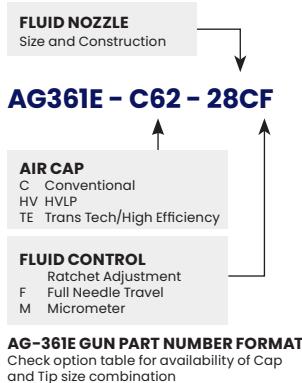 FLUID NOZZLE
Size and Construction
AG361E - C62 - 28CF
AIR CAP
C Conventional
HV HVLP
TE Trans Tech/High Efficiency
FLUID CONTROL
Ratchet Adjustment
F Full Needle Travel
M Micrometer
AG-361E GUN PART NUMBER FORMAT
Check option table for availability of Cap
and Tip size combination